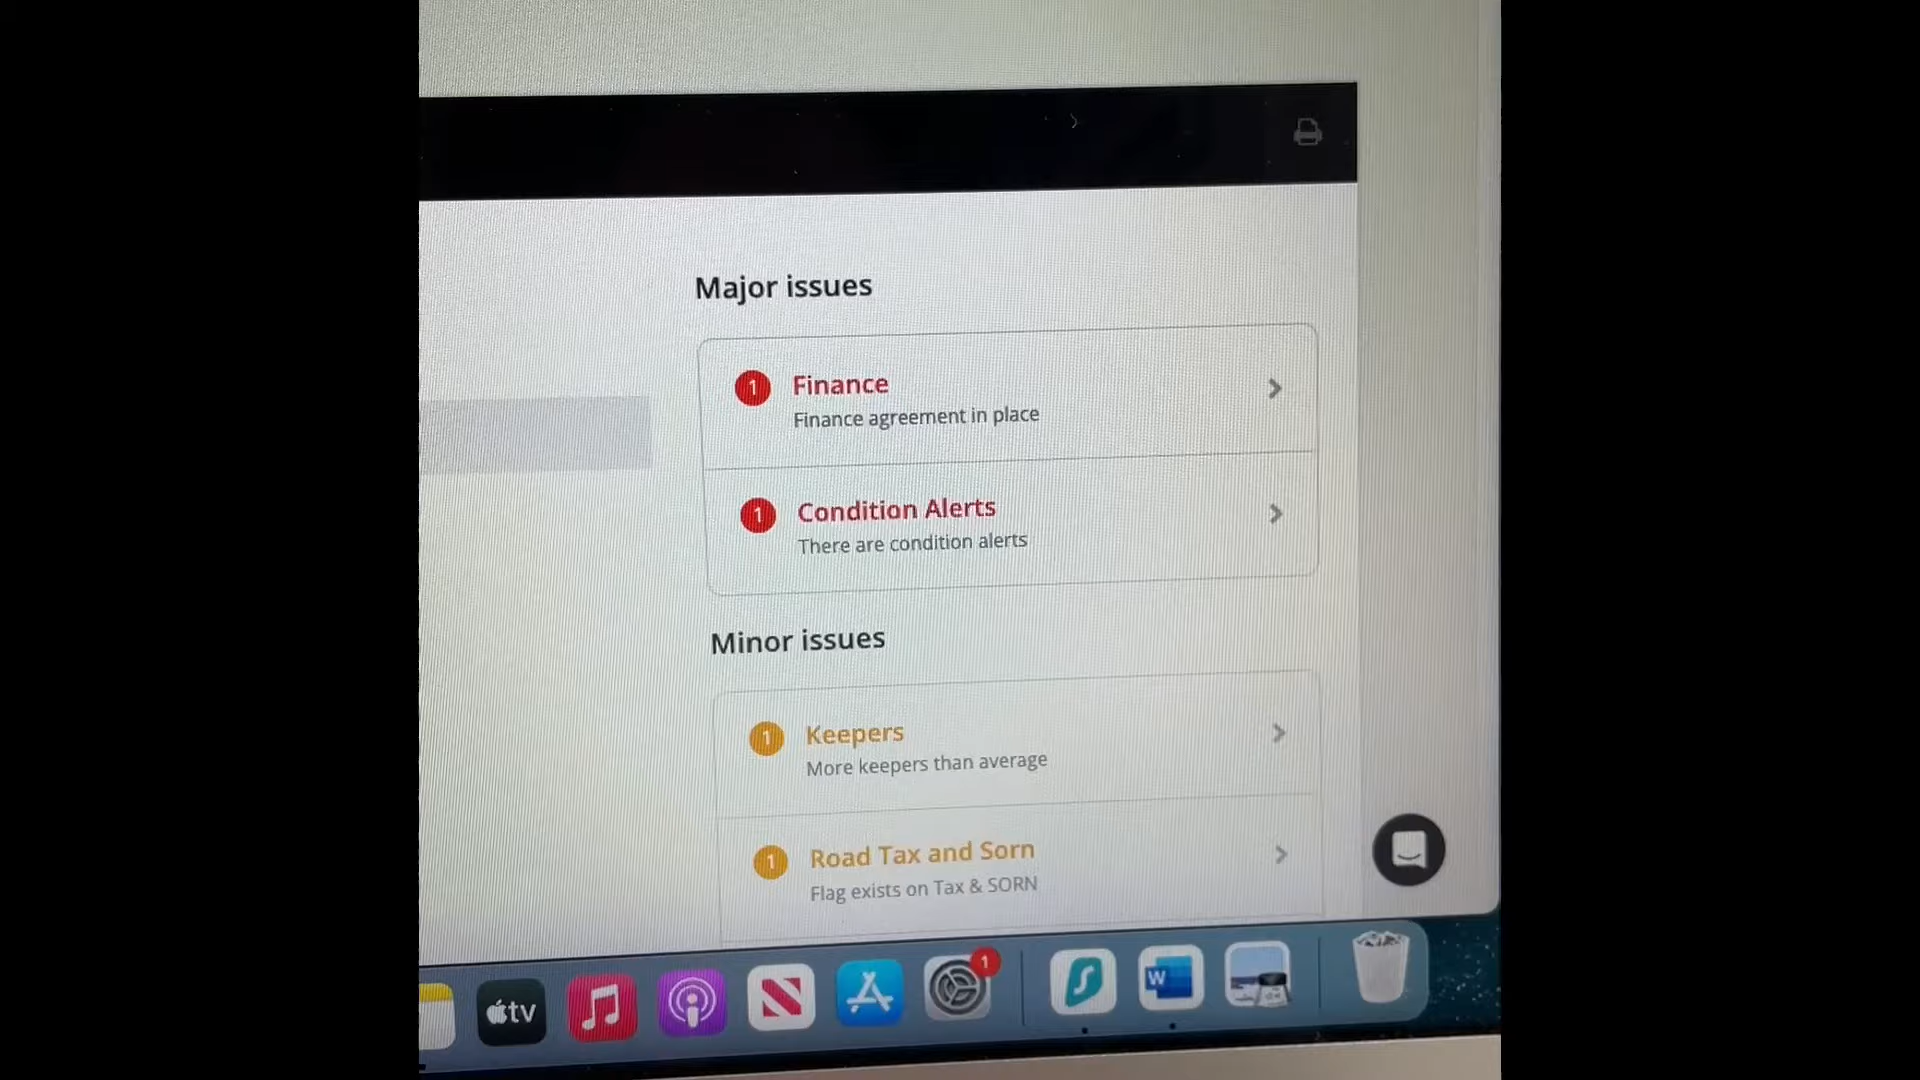 Major issues
1 Finance
Finance agreement in place
1 Condition Alerts
There are condition alerts
Minor issues
1 Keepers
More keepers than average
1 Road Tax and Sorn
Flag exists on Tax & SORN
tv
1
W